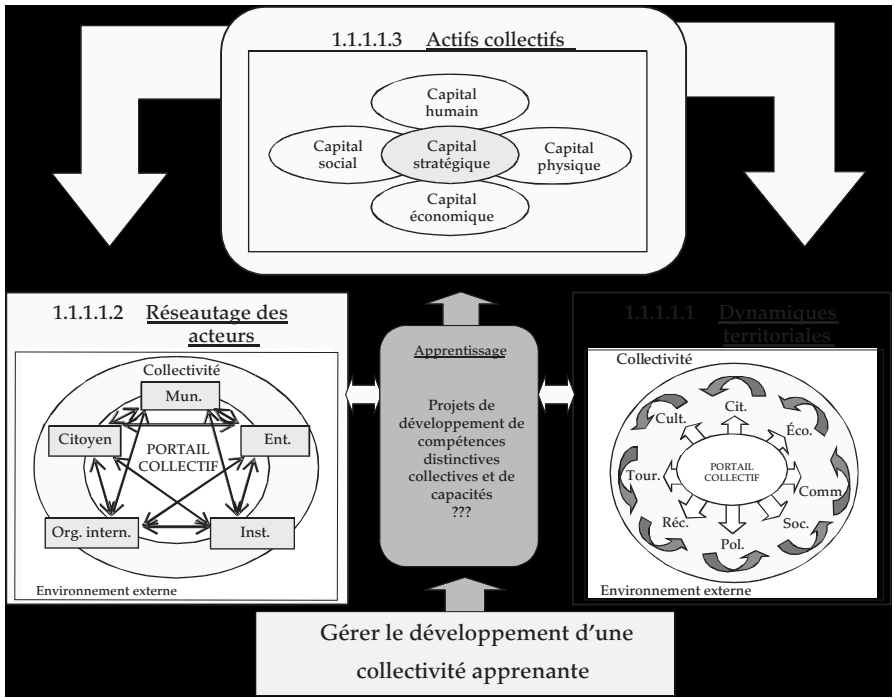 1.1.1.1.3 Actifs collectifs
Capital
humain
Capital
social
Capital
stratégique
Capital
physique
Capital
économique
1.1.1.1.2 Réseautage des
acteurs
Collectivité
Mun.
Citoyen
Ent.
PORTAIL
COLLECTIF
Org. intern.
Inst.
Environnement externe
Apprentissage
Projets de
développement de
compétences
distinctives
collectives et de
capacités
???
1.1.1.1.1 Dynamiques
territoriales
Collectivité
Cit.
Cult.
Éco.
Tour.
PORTAIL
COLLECTIF
Comm
Réc.
Soc.
Pol.
Environnement externe
Gérer le développement d'une
collectivité apprenante